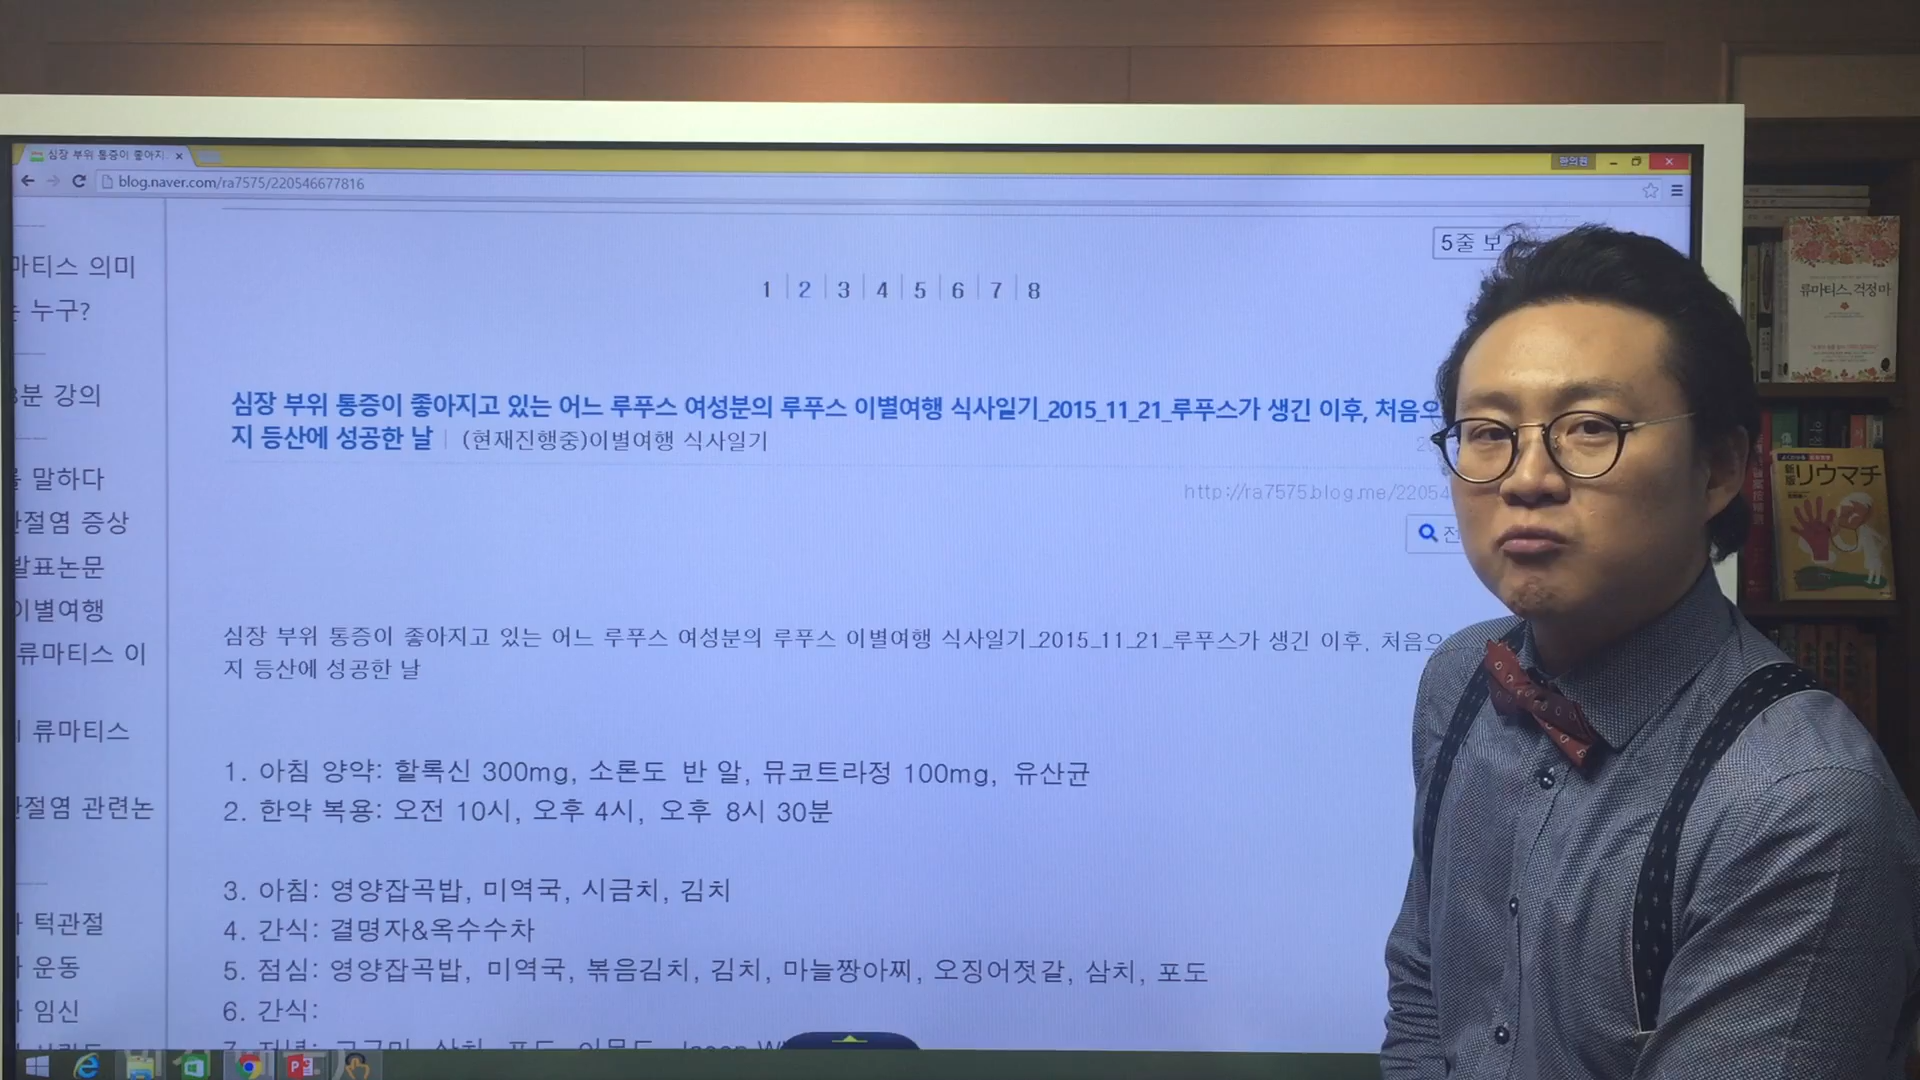 심장 부위 통증이 좋아지
한의원
blog.naver.com/ra7575/220546677816
마티스 의미
누구?
분 강의
말하다
절염 증상
발표논문
이별여행
류마티스 이
류마티스
절염 관련논
턱관절
운동
임신
5줄 보
1 2 3 4 5 6 7 8
심장 부위 통증이 좋아지고 있는 어느 루푸스 여성분의 루푸스 이별여행 식사일기_2015_11_21_루푸스가 생긴 이후, 처음으
지 등산에 성공한 날 (현재진행중)이별여행 식사일기
http://ra7575.blog.me/22054
심장 부위 통증이 좋아지고 있는 어느 루푸스 여성분의 루푸스 이별여행 식사일기_2015_11_21_루푸스가 생긴 이후, 처음으
지 등산에 성공한 날
1. 아침 양약: 할록신 300mg, 소론도 반 알, 뮤코트라정 100mg, 유산균
2. 한약 복용: 오전 10시, 오후 4시, 오후 8시 30분
3. 아침: 영양잡곡밥, 미역국, 시금치, 김치
4. 간식: 결명자&옥수수차
5. 점심: 영양잡곡밥, 미역국, 볶음김치, 김치, 마늘짱아찌, 오징어젓갈, 삼치, 포도
6. 간식:
류마티스, 걱정마
新版 リウマチ